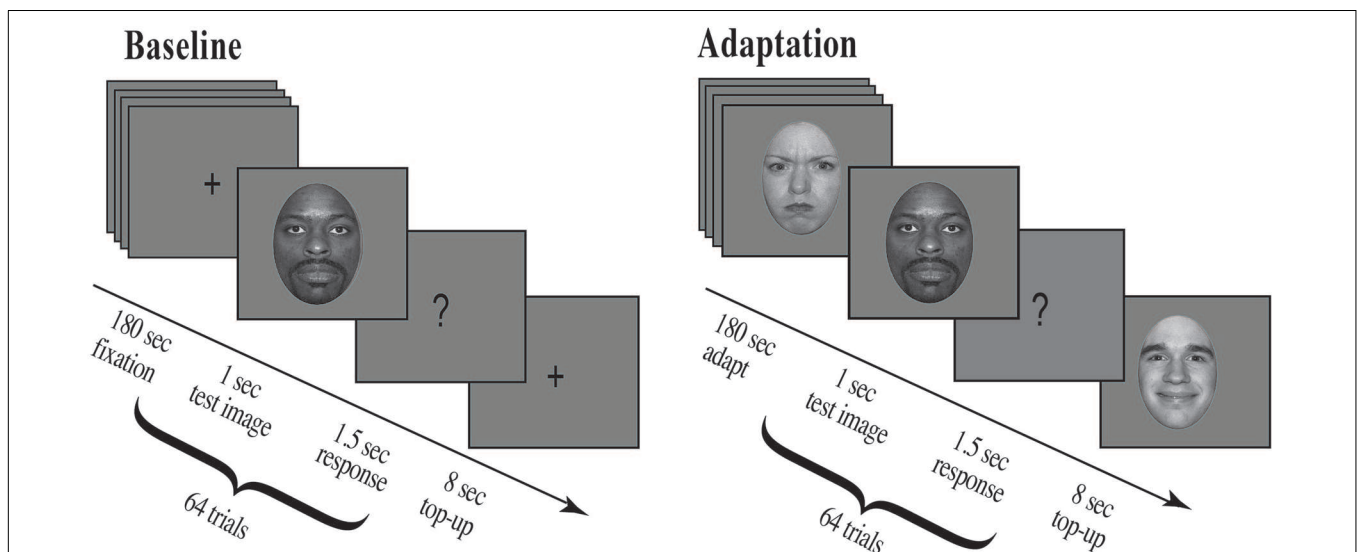 Baseline
+
?
+
180 sec
fixation
1 sec
test image
1.5 sec
response
8 sec
top-up
64 trials
Adaptation
?
180 sec
adapt
1 sec
test image
1.5 sec
response
8 sec
top-up
64 trials